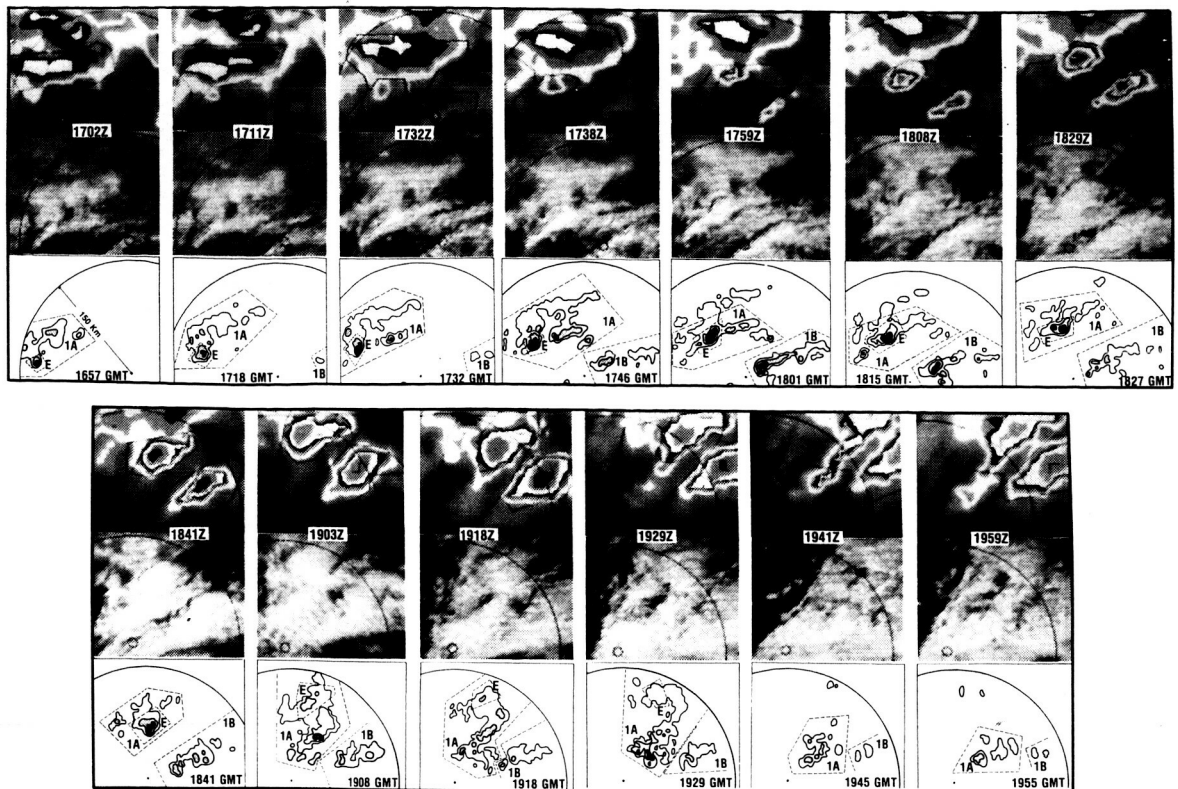 1702Z
1711Z
1732Z
1738Z
1759Z
1808Z
1829Z
150 Km
1A
E
1657 GMT
1A
E
1B
1718 GMT
1A
E
1B
1732 GMT
1A
E
1B
1746 GMT
1A
E
1B
1801 GMT
E
1A
1B
1815 GMT
E
1A
1B
1827 GMT
1841Z
1903Z
1918Z
1929Z
1941Z
1959Z
E
1A
1B
1841 GMT
E
1A
1B
1908 GMT
E
1A
1B
1918 GMT
E
1A
1B
1929 GMT
1A
1B
1945 GMT
1A
1B
1955 GMT